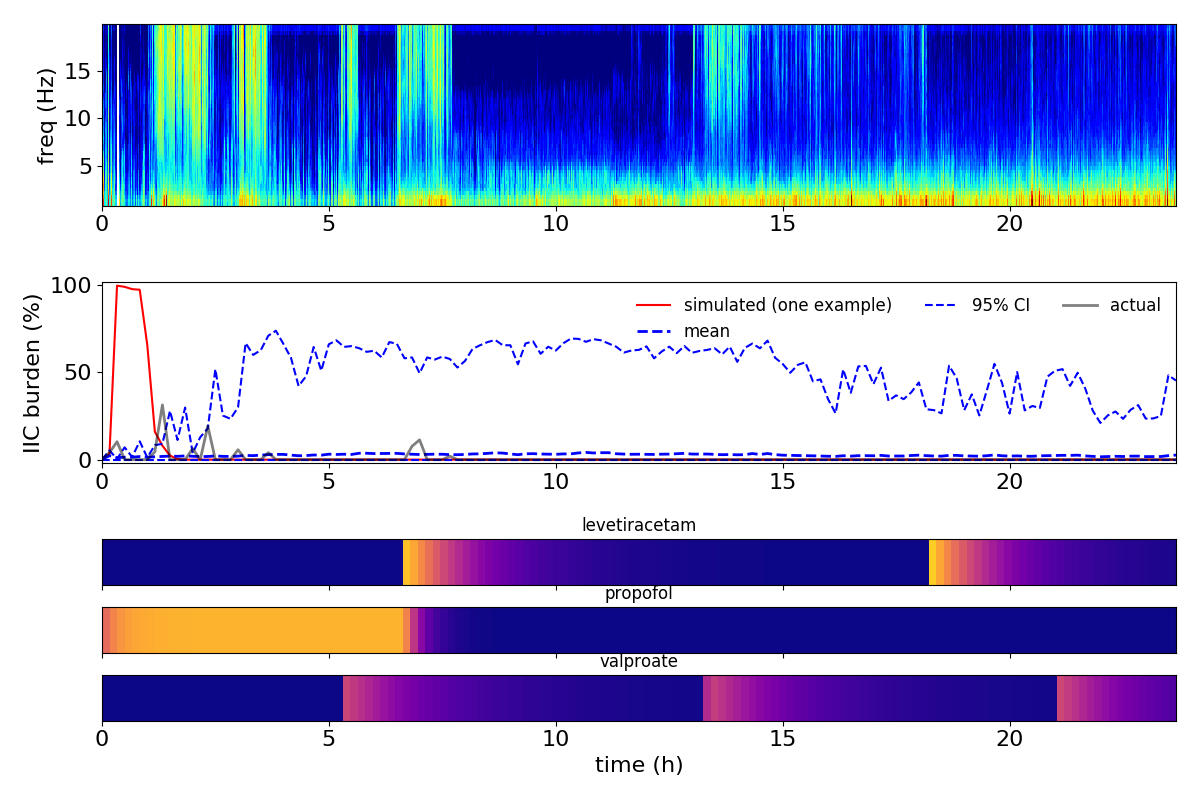 freq (Hz)
15
10
5
0 5 10 15 20
IIC burden (%)
100
50
0
simulated (one example) 95% CI actual
mean
0 5 10 15 20
levetiracetam
propofol
valproate
0 5 10 15 20
time (h)